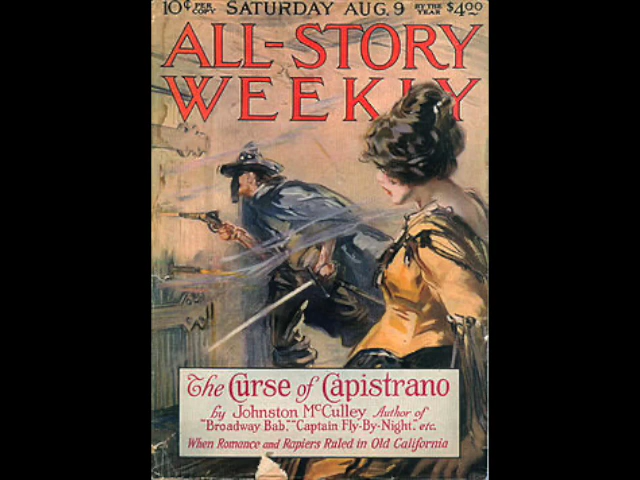 10¢ PER COPY SATURDAY AUG. 9 BY THE YEAR $4.00
ALL-STORY
WEEKLY
The Curse of Capistrano
by Johnston McCulley Author of
"Broadway Bab," "Captain Fly-By-Night," etc.
When Romance and Rapiers Ruled in Old California